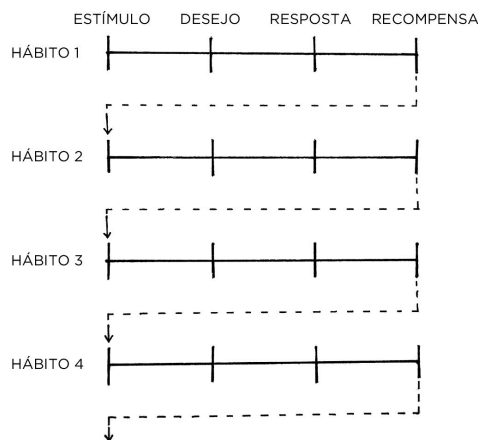 ESTÍMULO DESEJO RESPOSTA RECOMPENSA
HÁBITO 1
HÁBITO 2
HÁBITO 3
HÁBITO 4